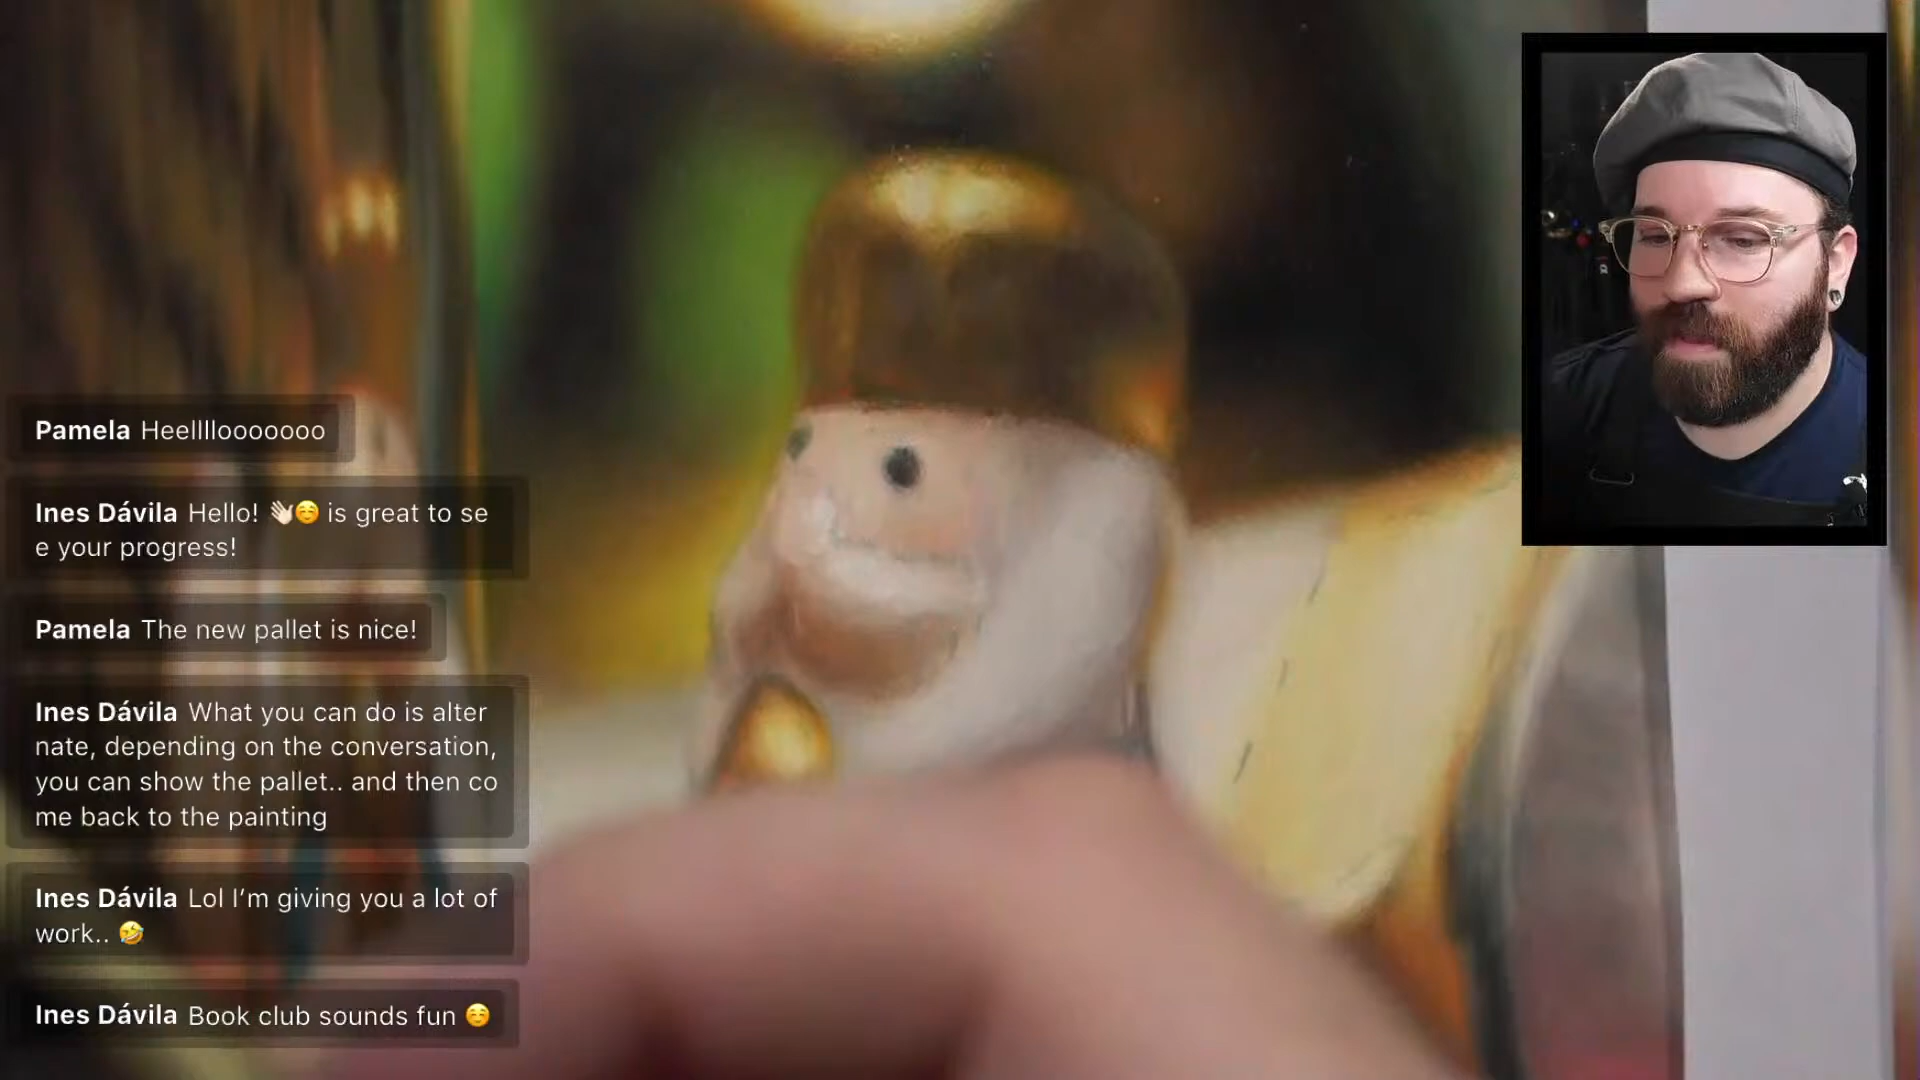 Pamela Heelllloooooooo
Ines Dávila Hello! 👋🏻☺️ is great to se
e your progress!
Pamela The new pallet is nice!
Ines Dávila What you can do is alter
nate, depending on the conversation,
you can show the pallet.. and then co
me back to the painting
Ines Dávila Lol I’m giving you a lot of
work.. 🤣
Ines Dávila Book club sounds fun ☺️